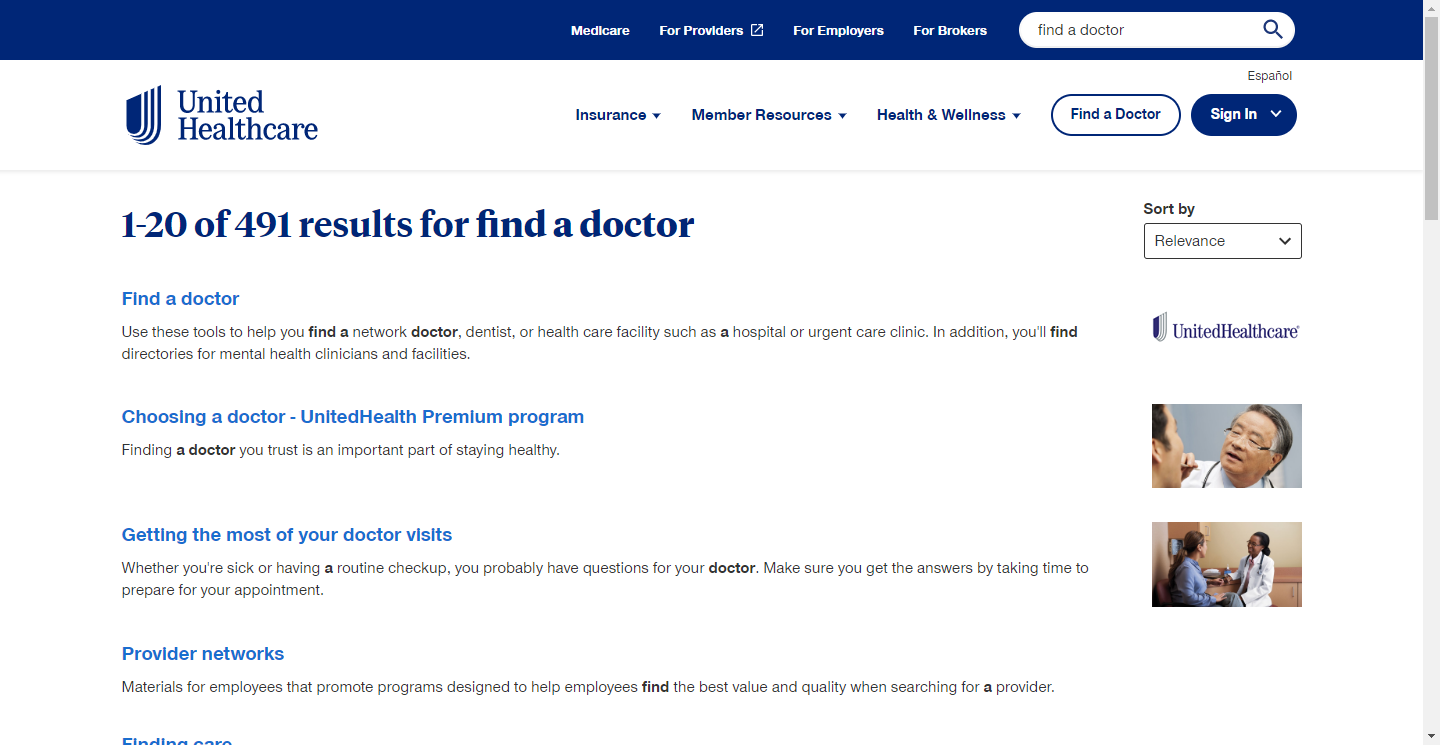 Medicare For Providers For Employers For Brokers find a doctor
Español
United
Healthcare
Insurance Member Resources Health & Wellness Find a Doctor Sign In
1-20 of 491 results for find a doctor
Sort by
Relevance
Find a doctor
Use these tools to help you find a network doctor, dentist, or health care facility such as a hospital or urgent care clinic. In addition, you'll find
directories for mental health clinicians and facilities.
UnitedHealthcare®
Choosing a doctor - UnitedHealth Premium program
Finding a doctor you trust is an important part of staying healthy.
Getting the most of your doctor visits
Whether you're sick or having a routine checkup, you probably have questions for your doctor. Make sure you get the answers by taking time to
prepare for your appointment.
Provider networks
Materials for employees that promote programs designed to help employees find the best value and quality when searching for a provider.
Finding care